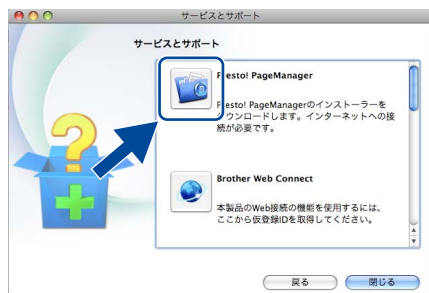 サービスとサポート
サービスとサポート
Presto! PageManager
Presto! PageManagerのインストーラーを
ダウンロードします。インターネットへの接
続が必要です。
Brother Web Connect
本製品のWeb接続の機能を使用するには、
ここから仮登録IDを取得してください。
戻る
閉じる